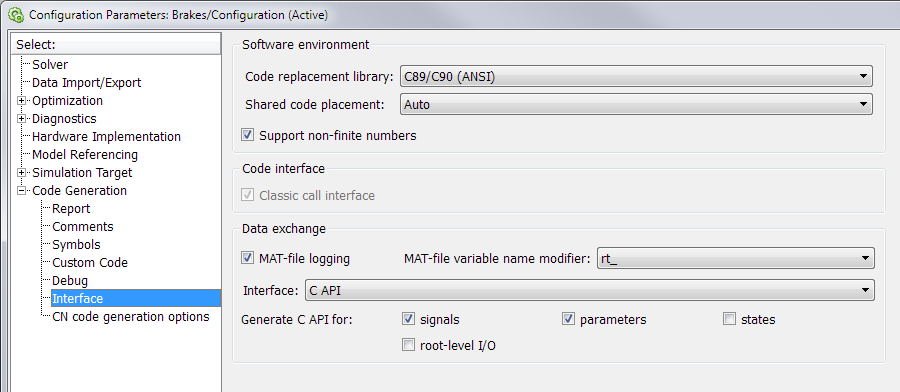 Configuration Parameters: Brakes/Configuration (Active)
Select:
Solver
Data Import/Export
Optimization
Diagnostics
Hardware Implementation
Model Referencing
Simulation Target
Code Generation
Report
Comments
Symbols
Custom Code
Debug
Interface
CN code generation options
Software environment
Code replacement library: C89/C90 (ANSI)
Shared code placement: Auto
Support non-finite numbers
Code interface
Classic call interface
Data exchange
MAT-file logging MAT-file variable name modifier: rt_
Interface: C API
Generate C API for: signals parameters states
root-level I/O